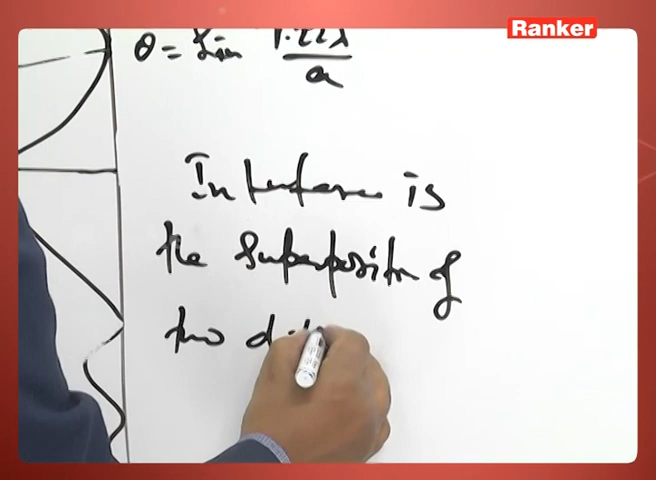 Ranker
θ = Sin 1.22λ
a
Interference is
the superposition of
two